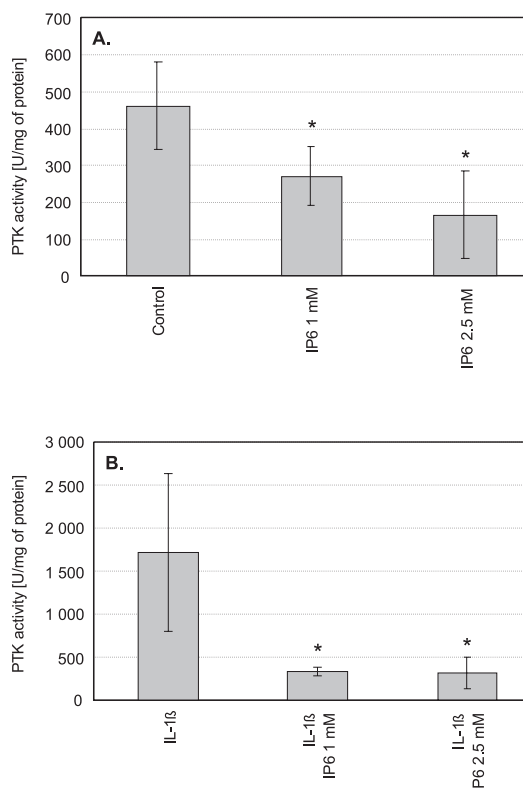 A.
PTK activity [U/mg of protein]
700
600
500
400
300
200
100
0
*
*
Control
IP6 1 mM
IP6 2.5 mM
B.
PTK activity [U/mg of protein]
3 000
2 500
2 000
1 500
1 000
500
0
*
*
IL-1ß
IL-1ß
IP6 1 mM
IL-1ß
P6 2.5 mM